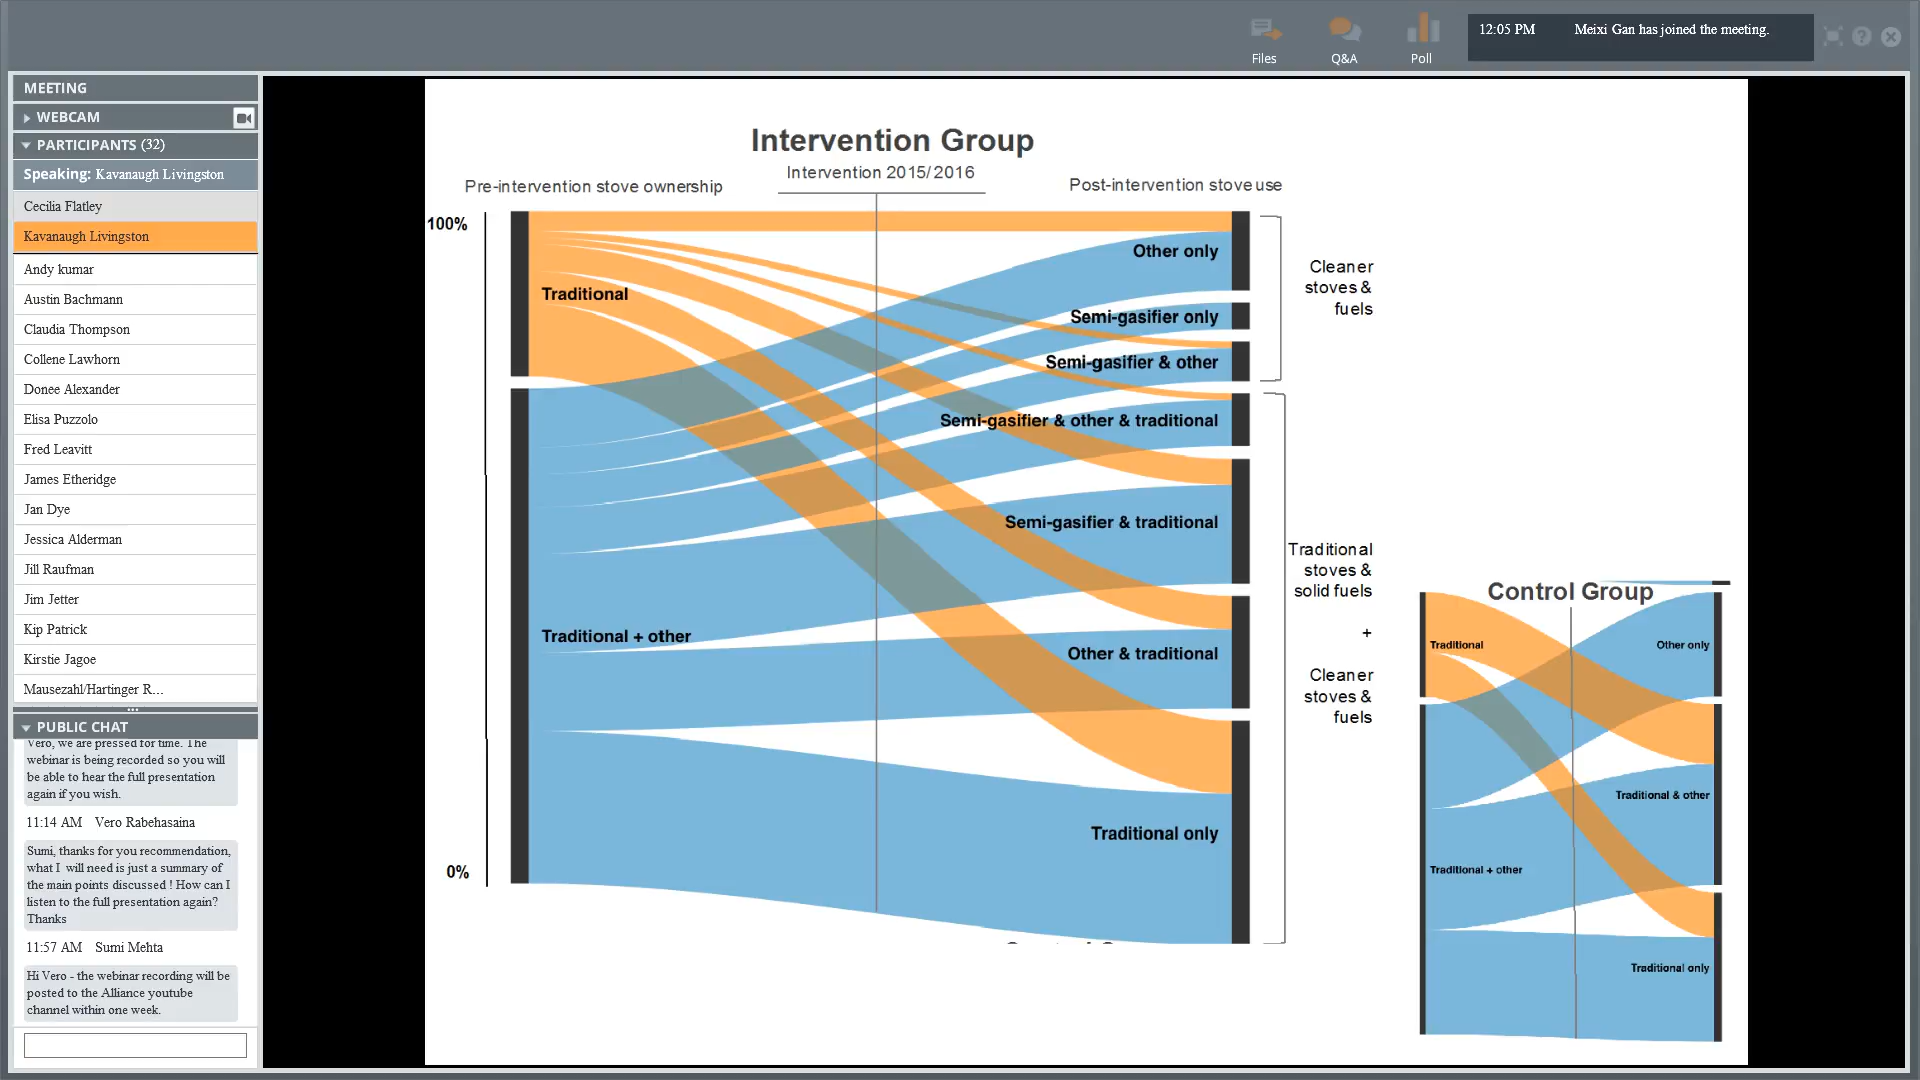 Files
Q&A
Poll
12:05 PM Meixi Gan has joined the meeting.
MEETING
WEBCAM
PARTICIPANTS (32)
Speaking: Kavanaugh Livingston
Cecilia Flatley
Kavanaugh Livingston
Andy kumar
Austin Bachmann
Claudia Thompson
Collene Lawhorn
Donee Alexander
Elisa Puzzolo
Fred Leavitt
James Etheridge
Jan Dye
Jessica Alderman
Jill Raufman
Jim Jetter
Kip Patrick
Kirstie Jagoe
Mausezahl/Hartinger R...
PUBLIC CHAT
Vero, we are pressed for time. The
webinar is being recorded so you will
be able to hear the full presentation
again if you wish.
11:14 AM Vero Rabehasaina
Sumi, thanks for you recommendation,
what I will need is just a summary of
the main points discussed ! How can I
listen to the full presentation again?
Thanks
11:57 AM Sumi Mehta
Hi Vero - the webinar recording will be
posted to the Alliance youtube
channel within one week.
Intervention Group
Intervention 2015/2016
Pre-intervention stove ownership
Post-intervention stove use
100%
0%
Traditional
Traditional + other
Other only
Semi-gasifier only
Semi-gasifier & other
Semi-gasifier & other & traditional
Semi-gasifier & traditional
Other & traditional
Traditional only
Cleaner
stoves &
fuels
Traditional
stoves &
solid fuels
+
Cleaner
stoves &
fuels
Control Group
Traditional
Traditional + other
Other only
Traditional & other
Traditional only